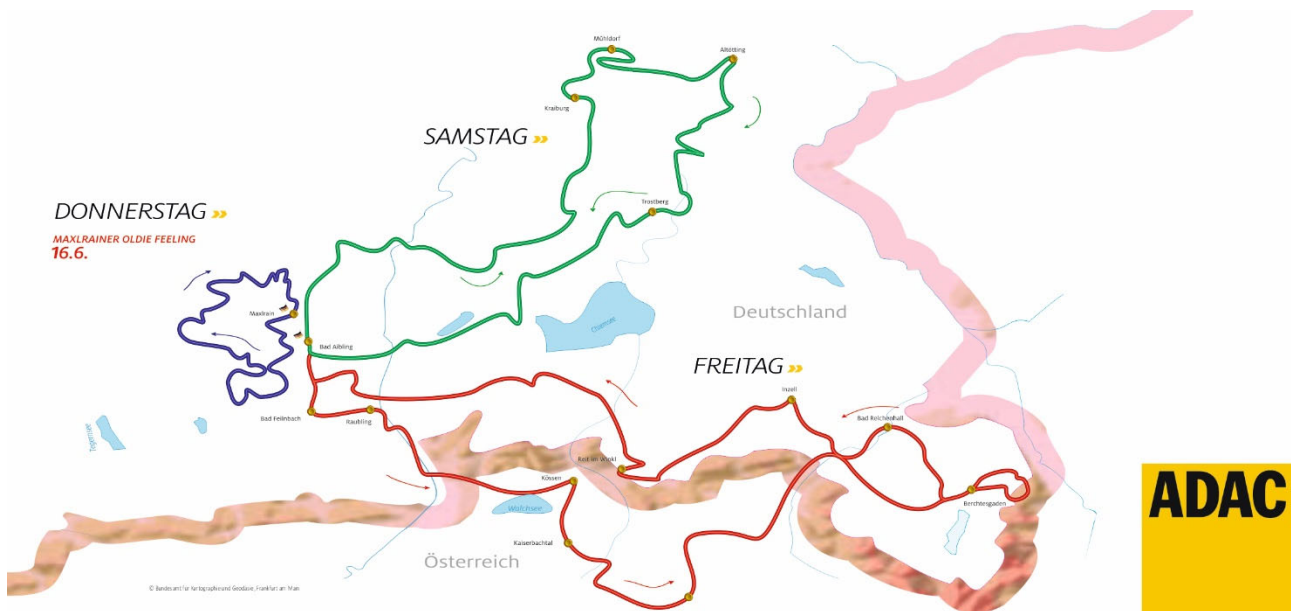 Mühldorf
Altötting
Kraiburg
SAMSTAG »
DONNERSTAG »
MAXLRAINER OLDIE FEELING
16.6.
Trostberg
Maxlrain
Deutschland
Chiemsee
Bad Aibling
FREITAG »
Inzell
Bad Feilnbach
Raubling
Bad Reichenhall
Tegernsee
Reit im Winkl
Kössen
Walchsee
Berchtesgaden
ADAC
Kaiserbachtal
Österreich
© Bundesamt für Kartographie und Geodäsie, Frankfurt am Main